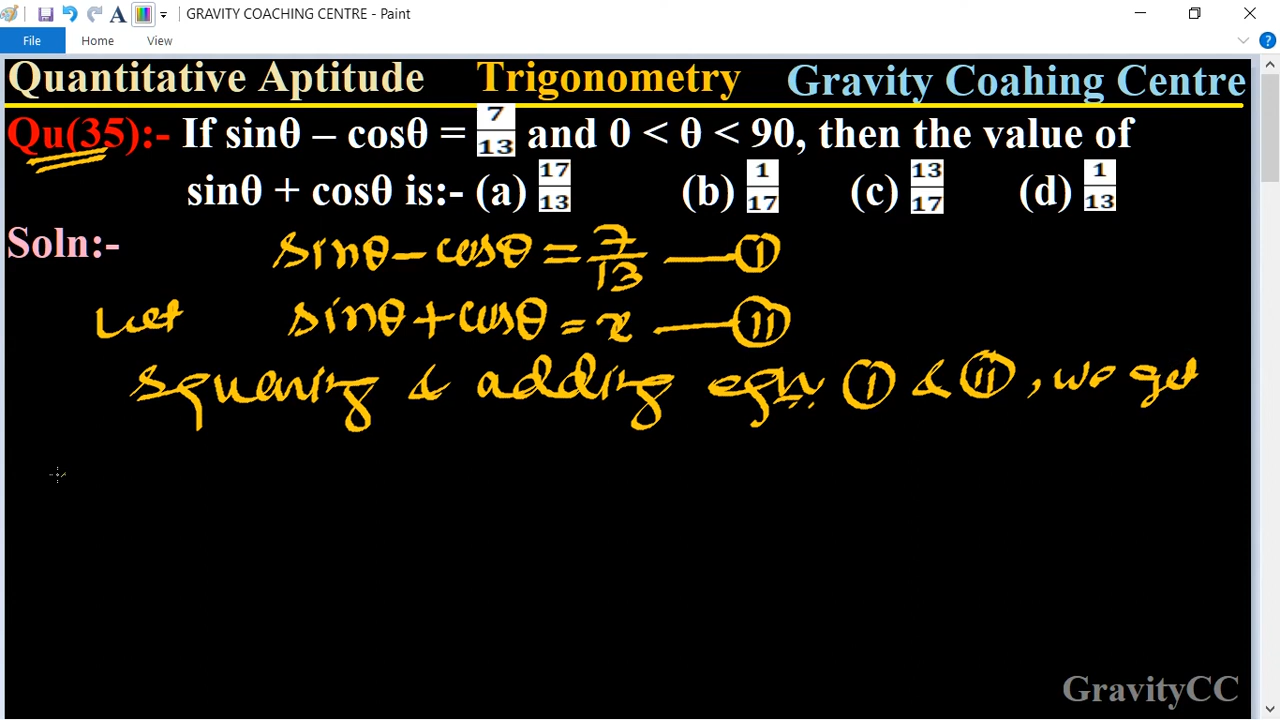 GRAVITY COACHING CENTRE - Paint
File Home View
Quantitative Aptitude Trigonometry Gravity Coahing Centre
Qu(35):- If sinθ – cosθ = 7/13 and 0 < θ < 90, then the value of
sinθ + cosθ is:- (a) 17/13 (b) 1/17 (c) 13/17 (d) 1/13
Soln:- sinθ – cosθ = 7/13 — (I)
Let sinθ + cosθ = x — (II)
Squaring & adding eqn (I) & (II), we get
GravityCC